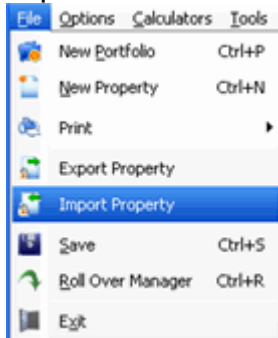 File Options Calculators Tools
New Portfolio Ctrl+P
New Property Ctrl+N
Print
Export Property
Import Property
Save Ctrl+S
Roll Over Manager Ctrl+R
Exit